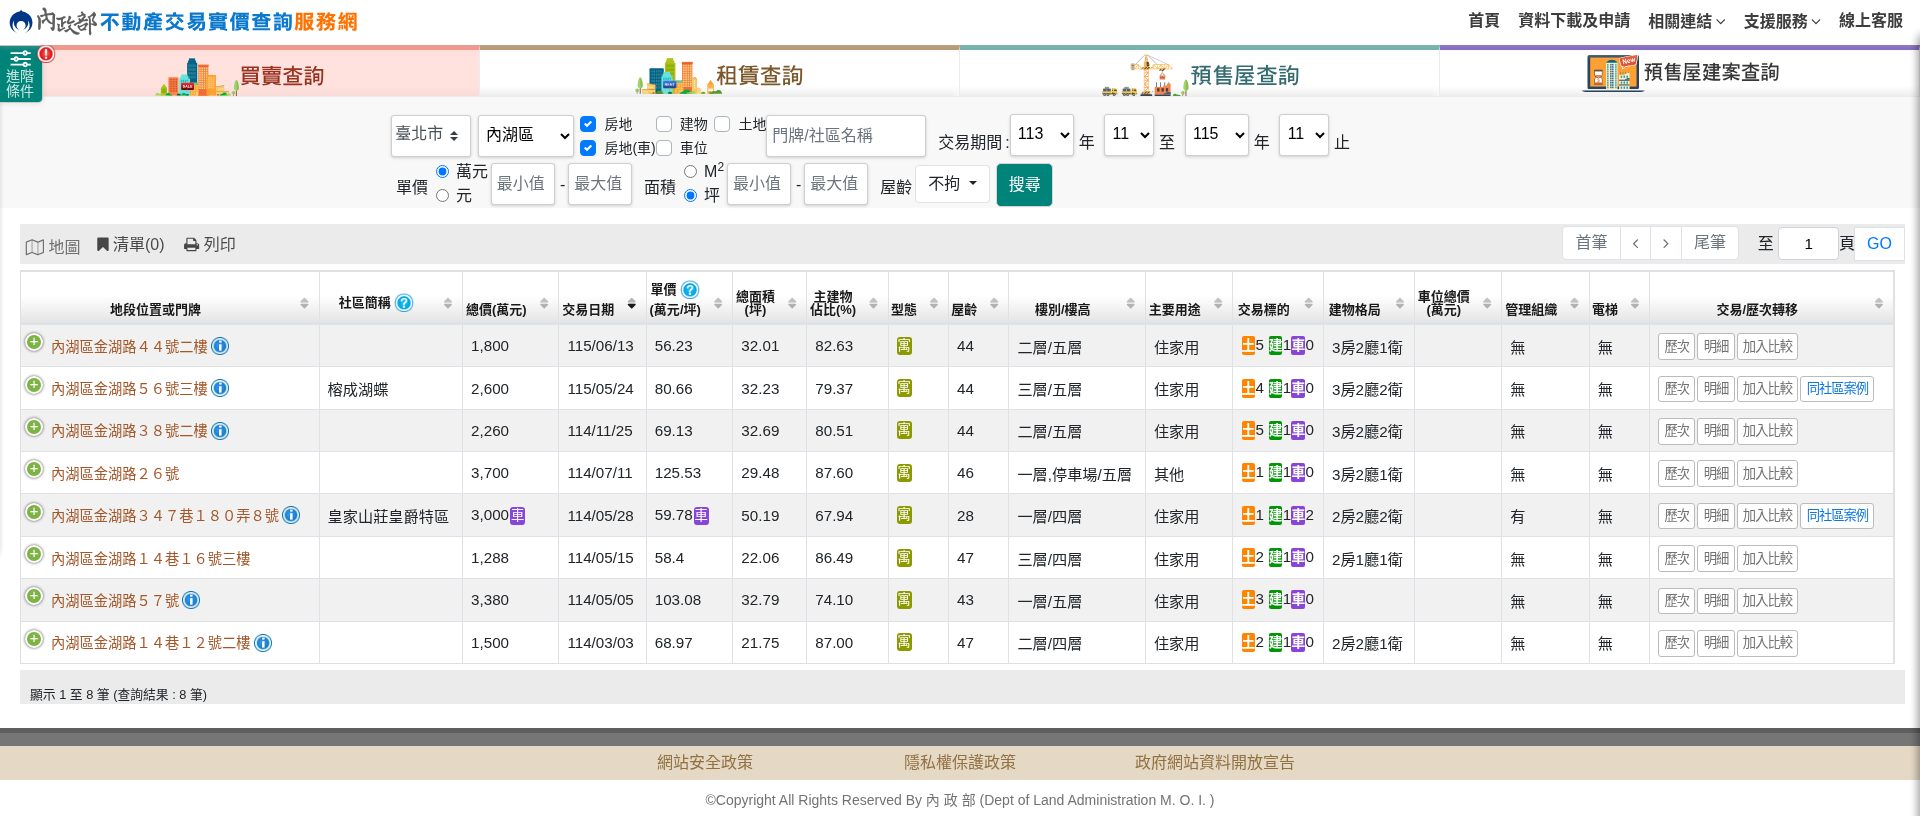 內政部不動產交易實價查詢服務網
首頁 資料下載及申請 相關連結 支援服務 線上客服
進階條件
買賣查詢 租賃查詢 預售屋查詢 預售屋建案查詢
臺北市 內湖區 房地 建物 土地 門牌/社區名稱 交易期間 : 113 年 11 至 115 年 11 止
房地(車) 車位
單價 萬元 元 最小值 - 最大值 面積 M2 坪 最小值 - 最大值 屋齡 不拘 搜尋
地圖 清單(0) 列印 首筆 < > 尾筆 至 1 頁 GO
地段位置或門牌 社區簡稱 總價(萬元) 交易日期 單價(萬元/坪) 總面積(坪) 主建物佔比(%) 型態 屋齡 樓別/樓高 主要用途 交易標的 建物格局 車位總價(萬元) 管理組織 電梯 交易/歷次轉移
內湖區金湖路４４號二樓 1,800 115/06/13 56.23 32.01 82.63 寓 44 二層/五層 住家用 土5 建1車0 3房2廳1衛 無 無 歷次 明細 加入比較
內湖區金湖路５６號三樓 榕成湖蝶 2,600 115/05/24 80.66 32.23 79.37 寓 44 三層/五層 住家用 土4 建1車0 3房2廳2衛 無 無 歷次 明細 加入比較 同社區案例
內湖區金湖路３８號二樓 2,260 114/11/25 69.13 32.69 80.51 寓 44 二層/五層 住家用 土5 建1車0 3房2廳2衛 無 無 歷次 明細 加入比較
內湖區金湖路２６號 3,700 114/07/11 125.53 29.48 87.60 寓 46 一層,停車場/五層 其他 土1 建1車0 3房2廳1衛 無 無 歷次 明細 加入比較
內湖區金湖路３４７巷１８０弄８號 皇家山莊皇爵特區 3,000車 114/05/28 59.78車 50.19 67.94 寓 28 一層/四層 住家用 土1 建1車2 2房2廳2衛 有 無 歷次 明細 加入比較 同社區案例
內湖區金湖路１４巷１６號三樓 1,288 114/05/15 58.4 22.06 86.49 寓 47 三層/四層 住家用 土2 建1車0 2房1廳1衛 無 無 歷次 明細 加入比較
內湖區金湖路５７號 3,380 114/05/05 103.08 32.79 74.10 寓 43 一層/五層 住家用 土3 建1車0 無 無 歷次 明細 加入比較
內湖區金湖路１４巷１２號二樓 1,500 114/03/03 68.97 21.75 87.00 寓 47 二層/四層 住家用 土2 建1車0 2房2廳1衛 無 無 歷次 明細 加入比較
顯示 1 至 8 筆 (查詢結果 : 8 筆)
網站安全政策 隱私權保護政策 政府網站資料開放宣告
©Copyright All Rights Reserved By 內 政 部 (Dept of Land Administration M. O. I. )